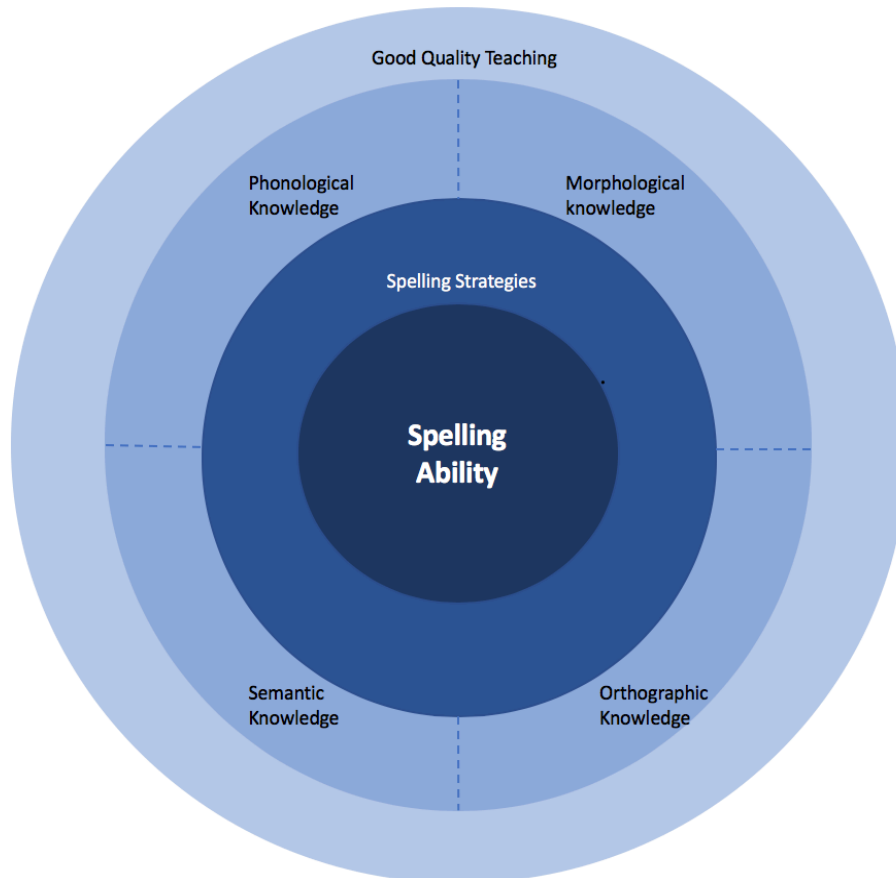 Good Quality Teaching
Phonological
Knowledge
Morphological
knowledge
Spelling Strategies
Spelling
Ability
Semantic
Knowledge
Orthographic
Knowledge